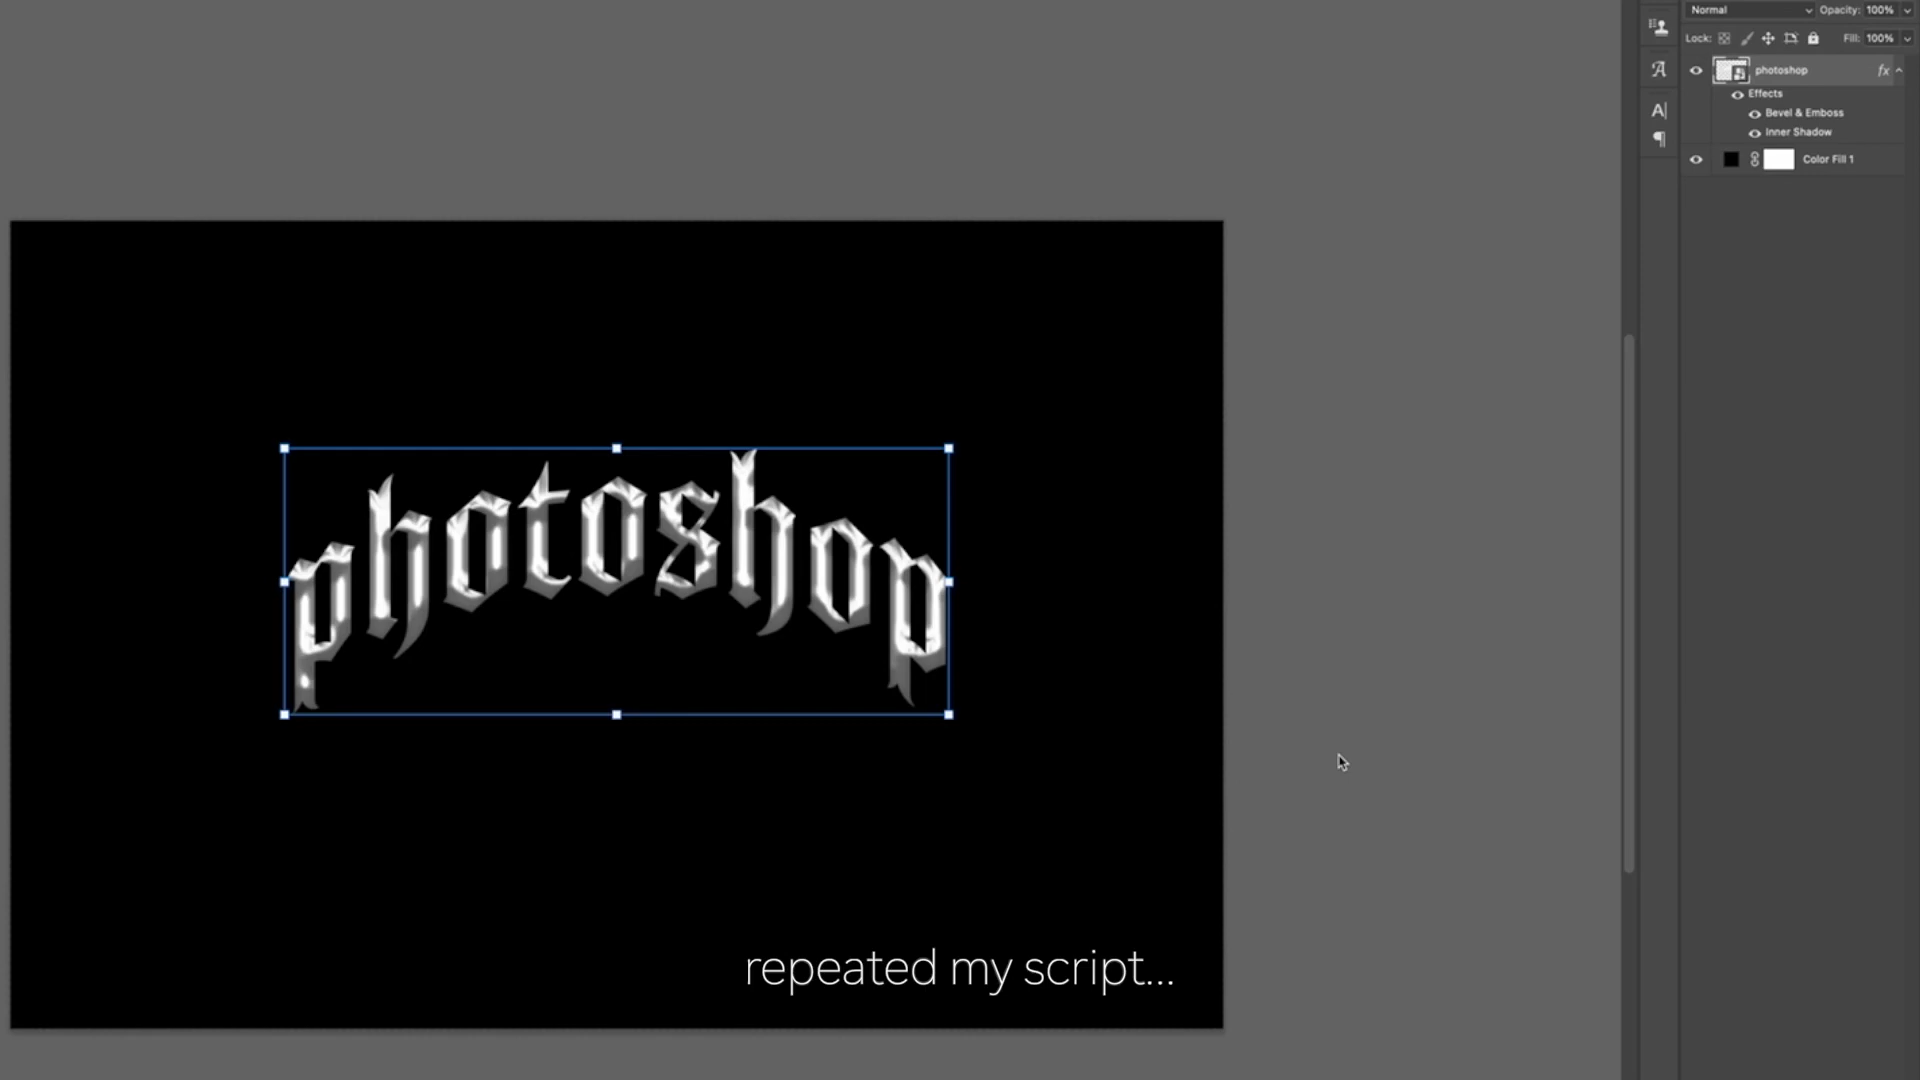 Normal Opacity: 100%
Lock: Fill: 100%
photoshop fx
Effects
Bevel & Emboss
Inner Shadow
Color Fill 1
photoshop
repeated my script...